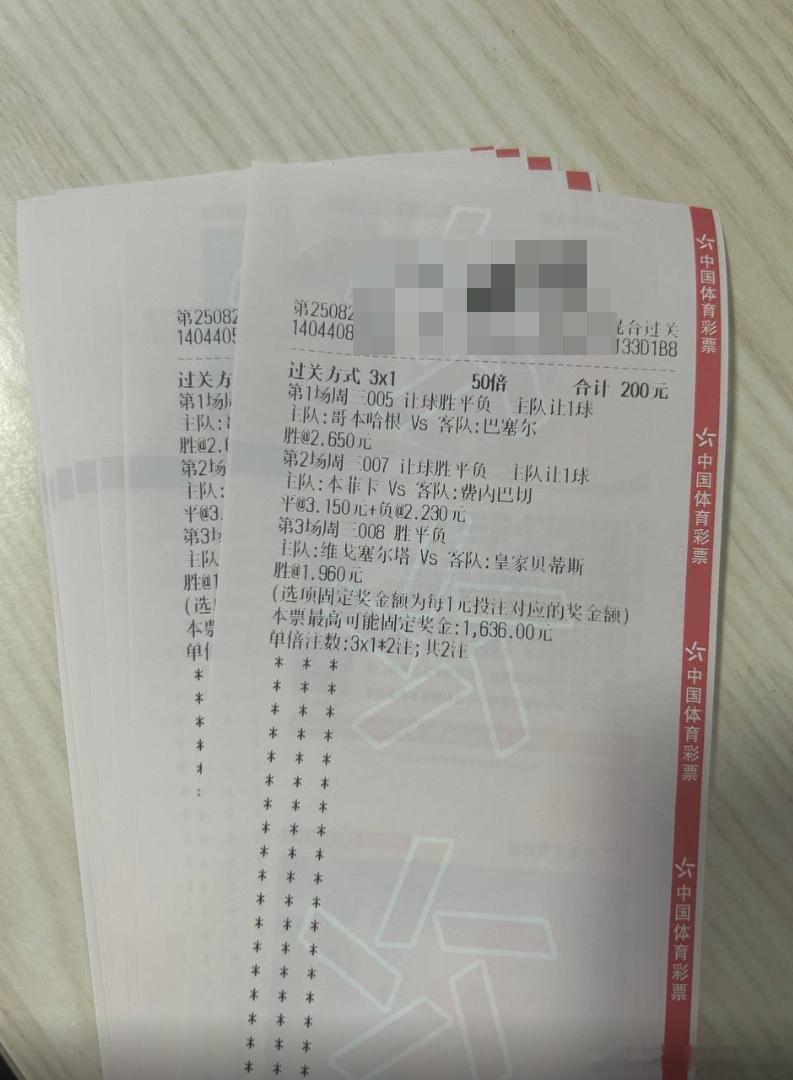 第25082
1404405
过关方
第1场周
主队:
胜@2.6
第2场
主队:
平@3.
第3场
主队
胜@1
(选
本票
单倍
第25082
混合过关
1404408
133D1B8
过关方式 3x1 50倍 合计 200元
第1场周三005 让球胜平负 主队让1球
主队:哥本哈根 Vs 客队:巴塞尔
胜@2.650元
第2场周三007 让球胜平负 主队让1球
主队:本菲卡 Vs 客队:费内巴切
平@3.150元+负@2.230元
第3场周三008 胜平负
主队:维戈塞尔塔 Vs 客队:皇家贝蒂斯
胜@1.960元
(选项固定奖金额为每1元投注对应的奖金额)
本票最高可能固定奖金:1,636.00元
单倍注数:3x1*2注;共2注
中国体育彩票
中国体育彩票
中国体育彩票
中国体育彩票